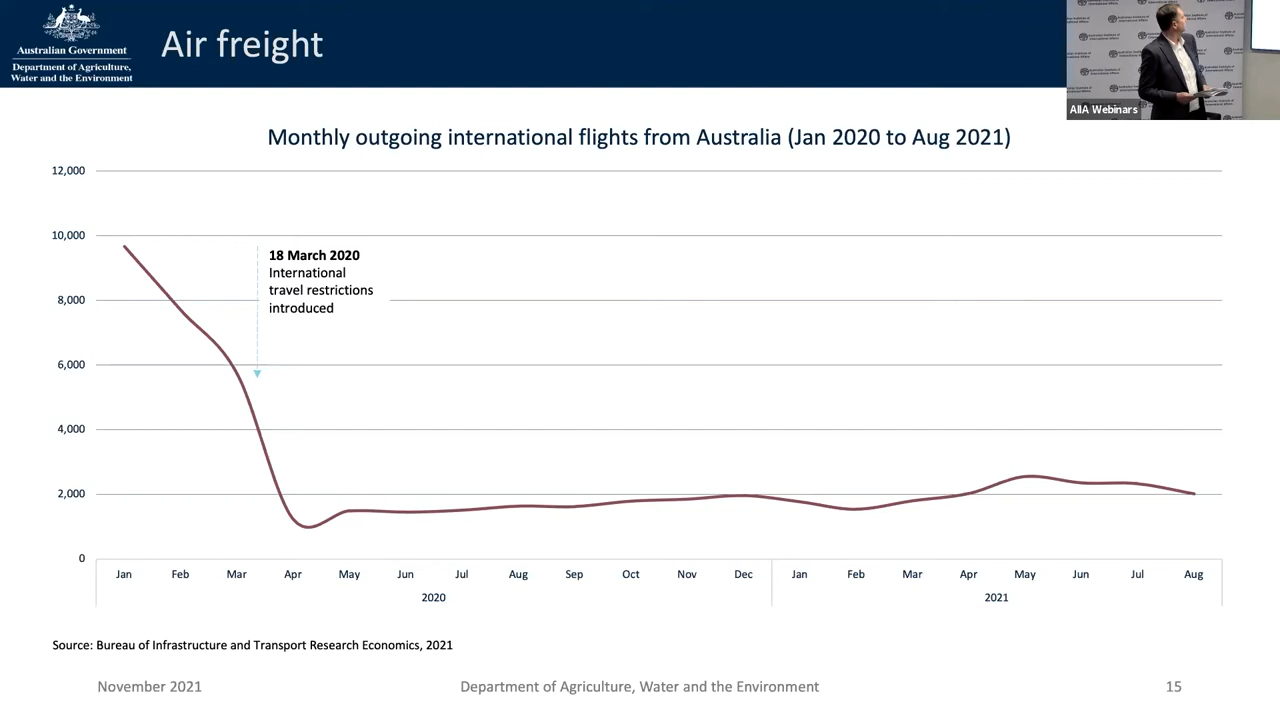 Australian Government
Department of Agriculture,
Water and the Environment
Air freight
AIIA Webinars
Monthly outgoing international flights from Australia (Jan 2020 to Aug 2021)
12,000
10,000
8,000
6,000
4,000
2,000
0
18 March 2020
International
travel restrictions
introduced
Jan Feb Mar Apr May Jun Jul Aug Sep Oct Nov Dec Jan Feb Mar Apr May Jun Jul Aug
2020 2021
Source: Bureau of Infrastructure and Transport Research Economics, 2021
November 2021 Department of Agriculture, Water and the Environment 15